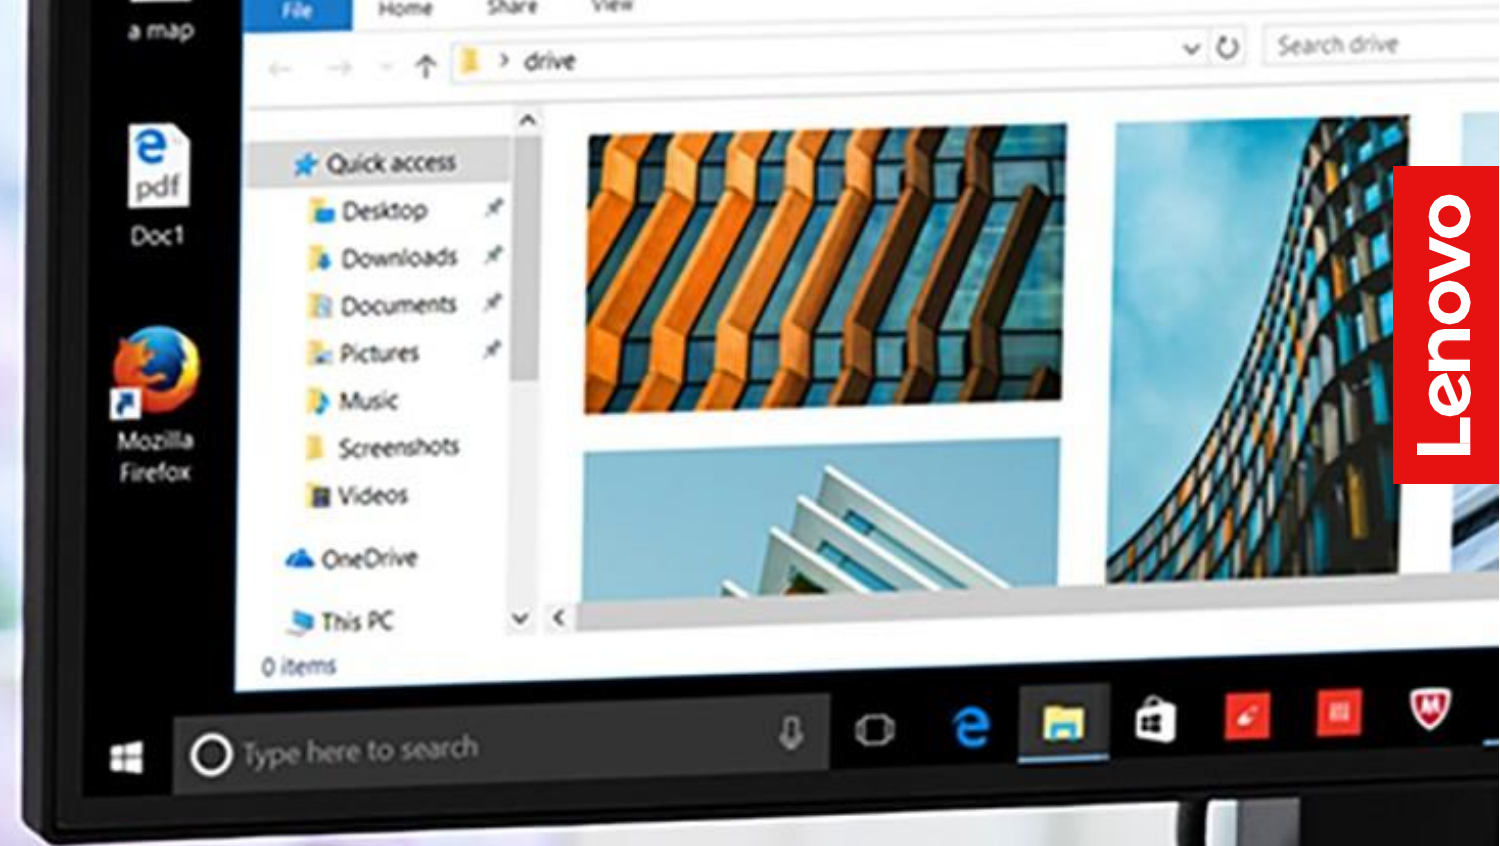 File Home Share View
a map
drive
Search drive
pdf
Doc1
Quick access
Desktop
Downloads
Documents
Pictures
Music
Screenshots
Videos
OneDrive
This PC
0 items
Mozilla
Firefox
Type here to search
Lenovo